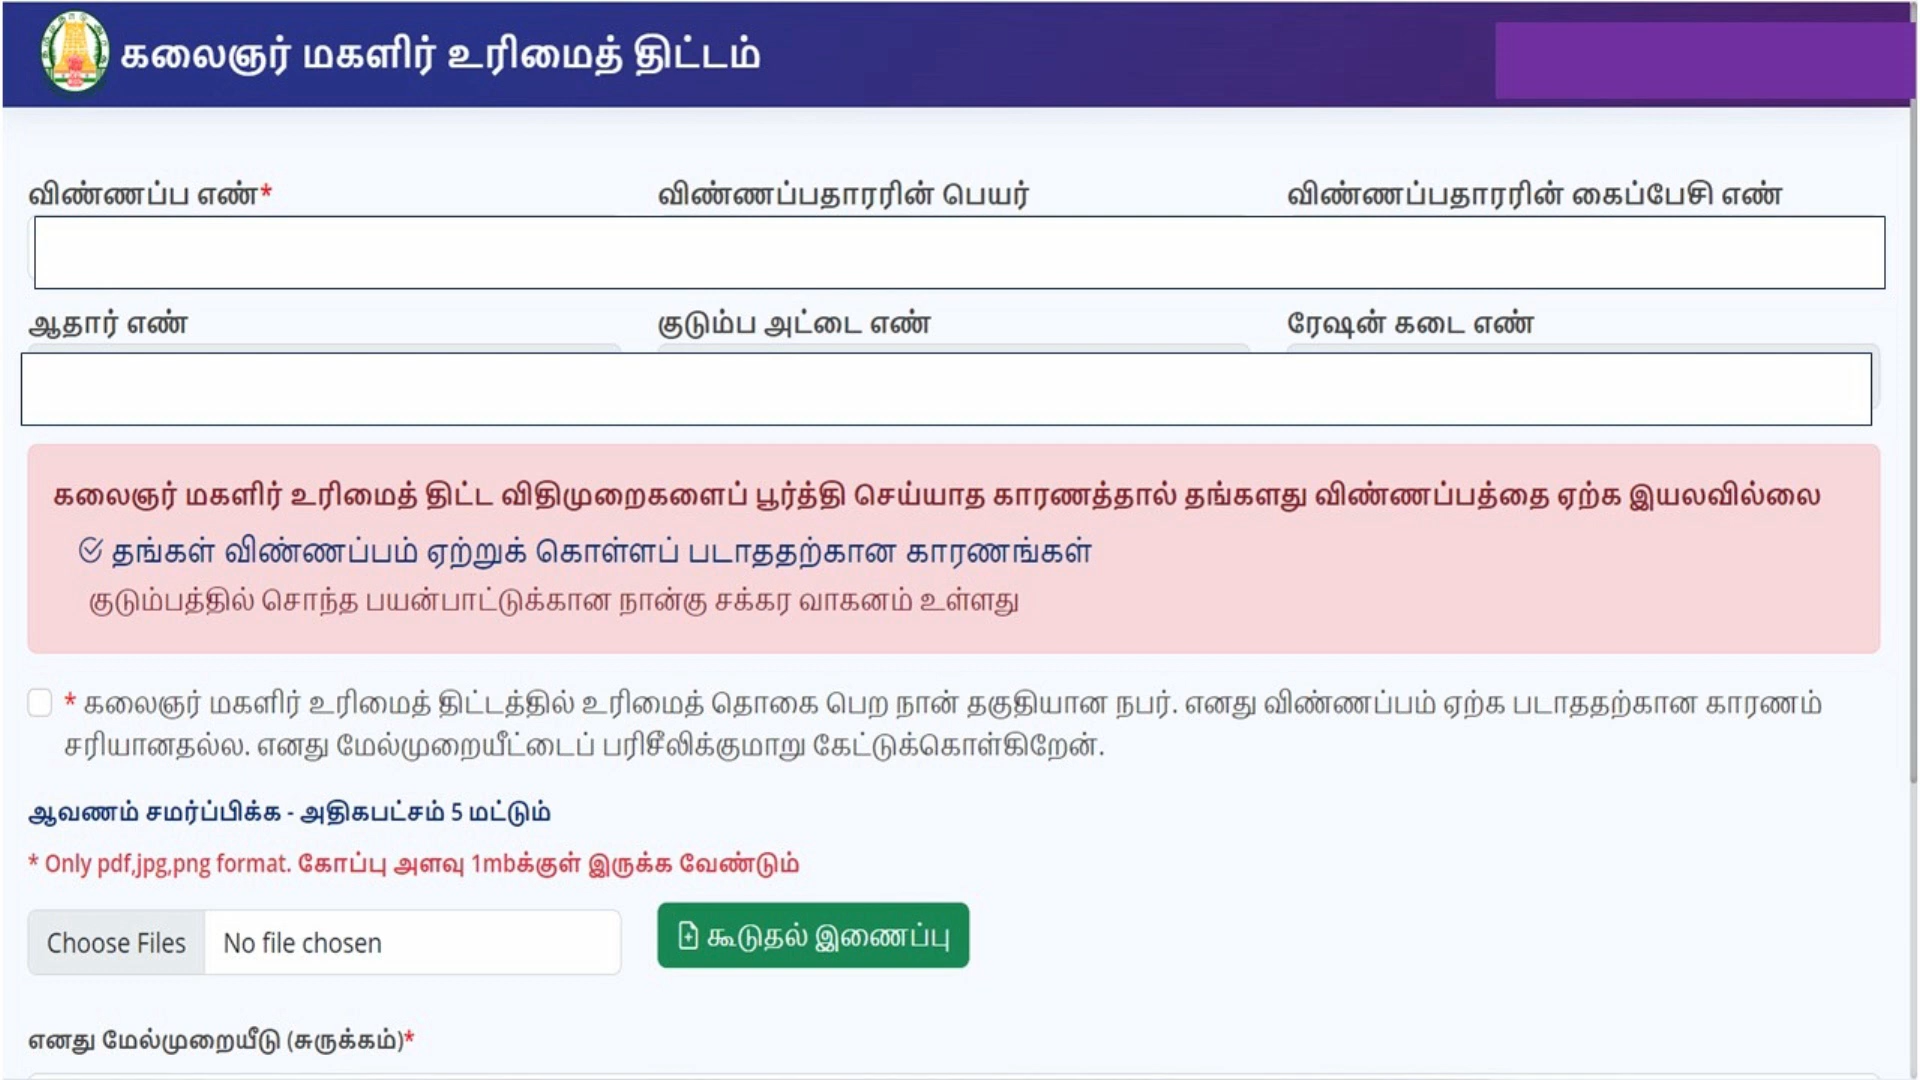 கலைஞர் மகளிர் உரிமைத் திட்டம்
விண்ணப்ப எண்*
விண்ணப்பதாரரின் பெயர்
விண்ணப்பதாரரின் கைப்பேசி எண்
ஆதார் எண்
குடும்ப அட்டை எண்
ரேஷன் கடை எண்
கலைஞர் மகளிர் உரிமைத் திட்ட விதிமுறைகளைப் பூர்த்தி செய்யாத காரணத்தால் தங்களது விண்ணப்பத்தை ஏற்க இயலவில்லை
தங்கள் விண்ணப்பம் ஏற்றுக் கொள்ளப் படாததற்கான காரணங்கள்
குடும்பத்தில் சொந்த பயன்பாட்டுக்கான நான்கு சக்கர வாகனம் உள்ளது
* கலைஞர் மகளிர் உரிமைத் திட்டத்தில் உரிமைத் தொகை பெற நான் தகுதியான நபர். எனது விண்ணப்பம் ஏற்க படாததற்கான காரணம்
சரியானதல்ல. எனது மேல்முறையீட்டைப் பரிசீலிக்குமாறு கேட்டுக்கொள்கிறேன்.
ஆவணம் சமர்ப்பிக்க - அதிகபட்சம் 5 மட்டும்
* Only pdf,jpg,png format. கோப்பு அளவு 1mbக்குள் இருக்க வேண்டும்
Choose Files No file chosen
கூடுதல் இணைப்பு
எனது மேல்முறையீடு (சுருக்கம்)*